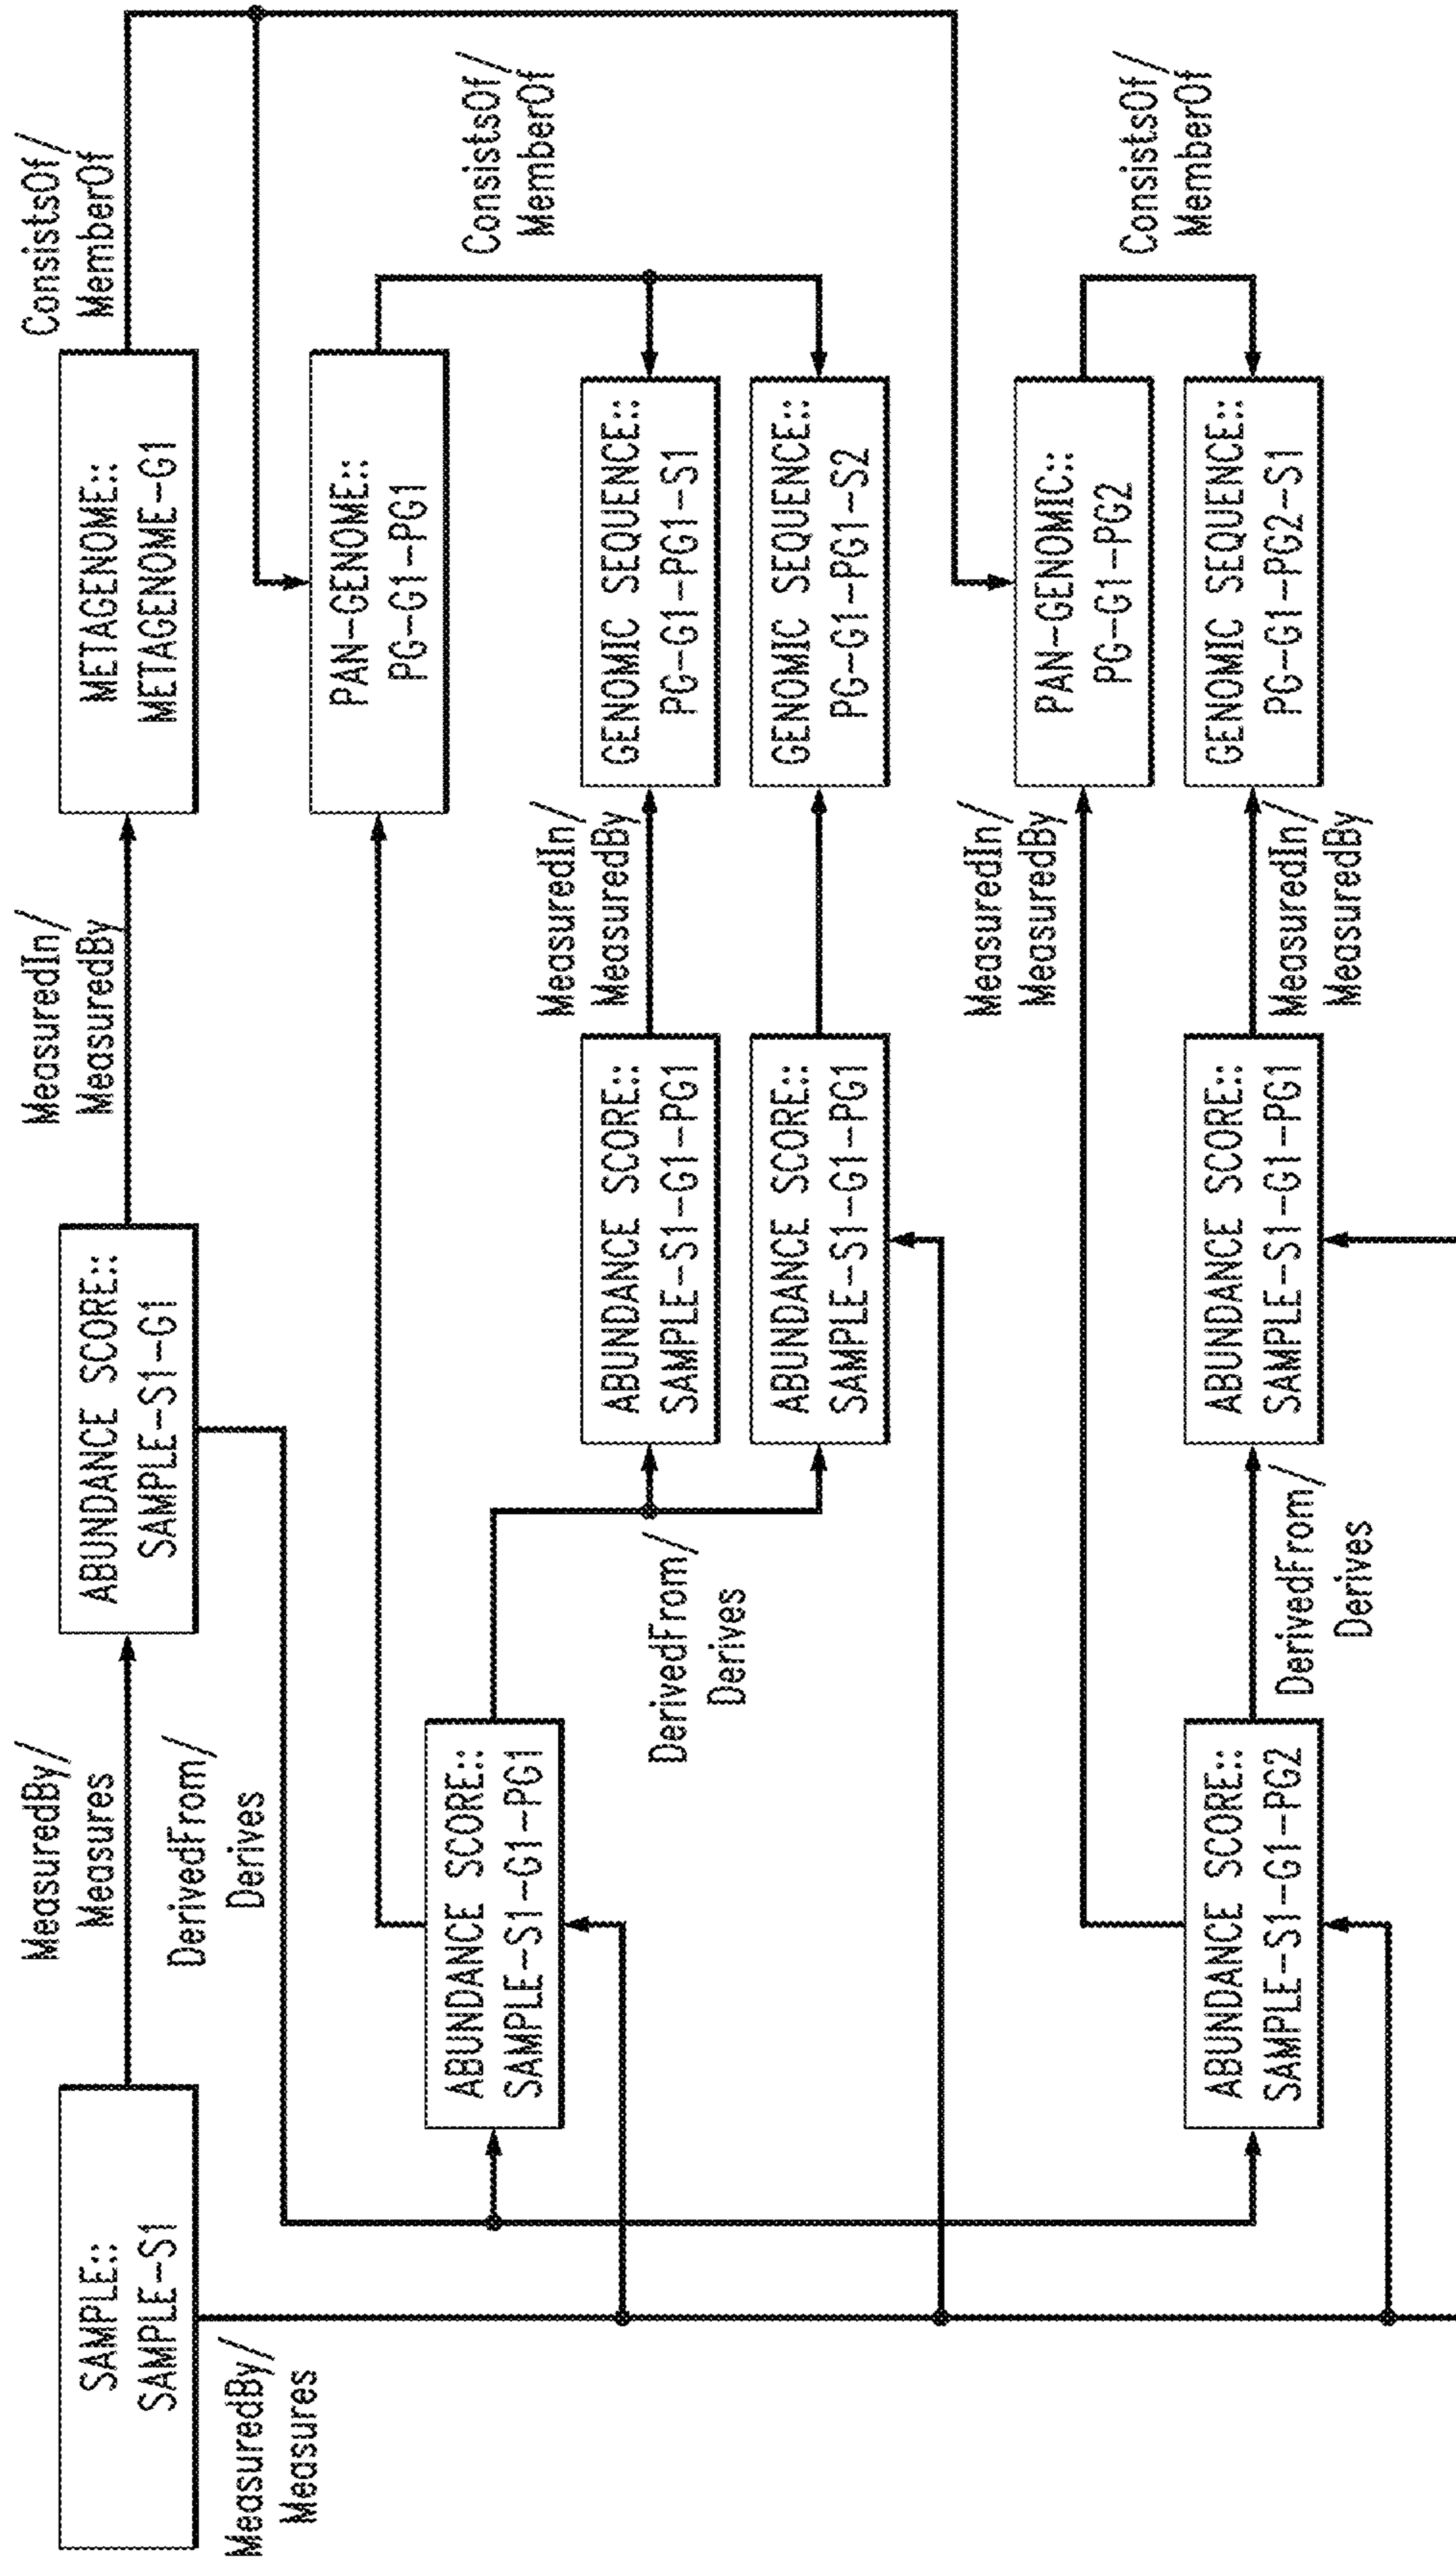 SAMPLE::
SAMPLE-S1
MeasuredBy/
Measures
MeasuredBy/
Measures
ABUNDANCE SCORE::
SAMPLE-S1-G1
MeasuredIn/
MeasuredBy
METAGENOME::
METAGENOME-G1
ConsistsOf/
MemberOf
DerivedFrom/
Derives
PAN-GENOME::
PG-G1-PG1
ConsistsOf/
MemberOf
ABUNDANCE SCORE::
SAMPLE-S1-G1-PG1
DerivedFrom/
Derives
ABUNDANCE SCORE::
SAMPLE-S1-G1-PG1
MeasuredIn/
MeasuredBy
GENOMIC SEQUENCE::
PG-G1-PG1-S1
ABUNDANCE SCORE::
SAMPLE-S1-G1-PG1
GENOMIC SEQUENCE::
PG-G1-PG1-S2
MeasuredIn/
MeasuredBy
PAN-GENOMIC::
PG-G1-PG2
ConsistsOf/
MemberOf
ABUNDANCE SCORE::
SAMPLE-S1-G1-PG2
DerivedFrom/
Derives
ABUNDANCE SCORE::
SAMPLE-S1-G1-PG1
MeasuredIn/
MeasuredBy
GENOMIC SEQUENCE::
PG-G1-PG2-S1